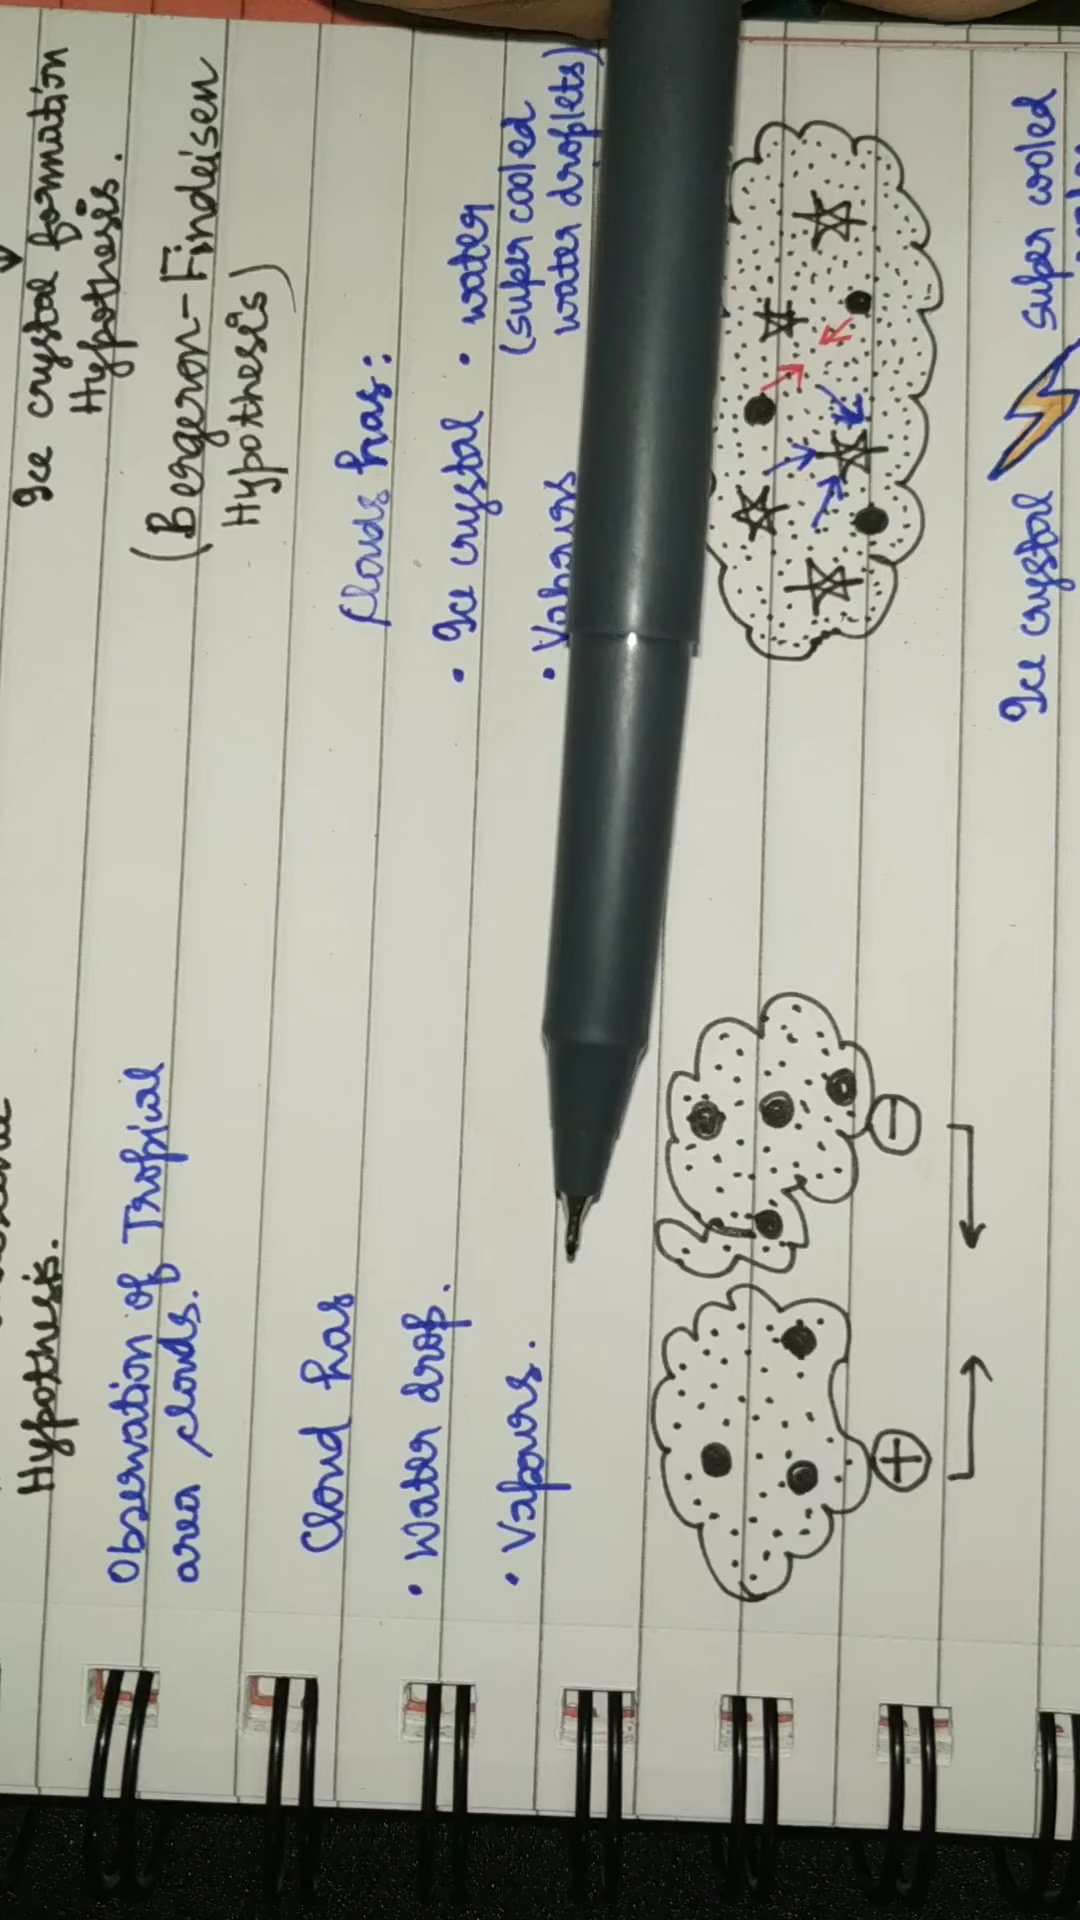 Hypothesis.
Observation of Tropical
area clouds.
Cloud has
• Water drop.
• Vapours.
−
+
Ice crystal formation
Hypothesis.
(Bergeron-Findeisen
Hypothesis)
Clouds has:
• Ice crystal • water
(super cooled
water droplets)
• Vapours
Ice crystal super cooled